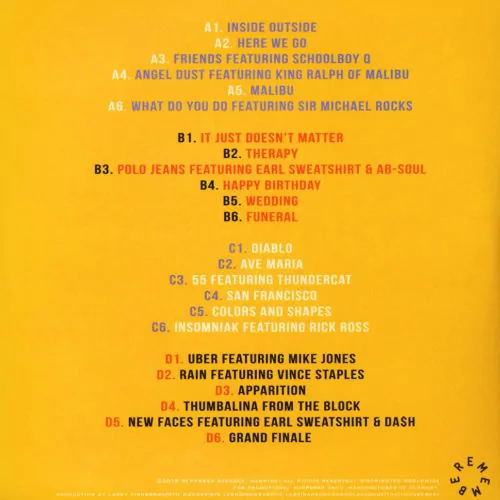 A1. INSIDE OUTSIDE
A2. HERE WE GO
A3. FRIENDS FEATURING SCHOOLBOY Q
A4. ANGEL DUST FEATURING KING RALPH OF MALIBU
A5. MALIBU
A6. WHAT DO YOU DO FEATURING SIR MICHAEL ROCKS
B1. IT JUST DOESN'T MATTER
B2. THERAPY
B3. POLO JEANS FEATURING EARL SWEATSHIRT & AB-SOUL
B4. HAPPY BIRTHDAY
B5. WEDDING
B6. FUNERAL
C1. DIABLO
C2. AVE MARIA
C3. 55 FEATURING THUNDERCAT
C4. SAN FRANCISCO
C5. COLORS AND SHAPES
C6. INSOMNIAK FEATURING RICK ROSS
D1. UBER FEATURING MIKE JONES
D2. RAIN FEATURING VINCE STAPLES
D3. APPARITION
D4. THUMBALINA FROM THE BLOCK
D5. NEW FACES FEATURING EARL SWEATSHIRT & DA$H
D6. GRAND FINALE
REMEMBER